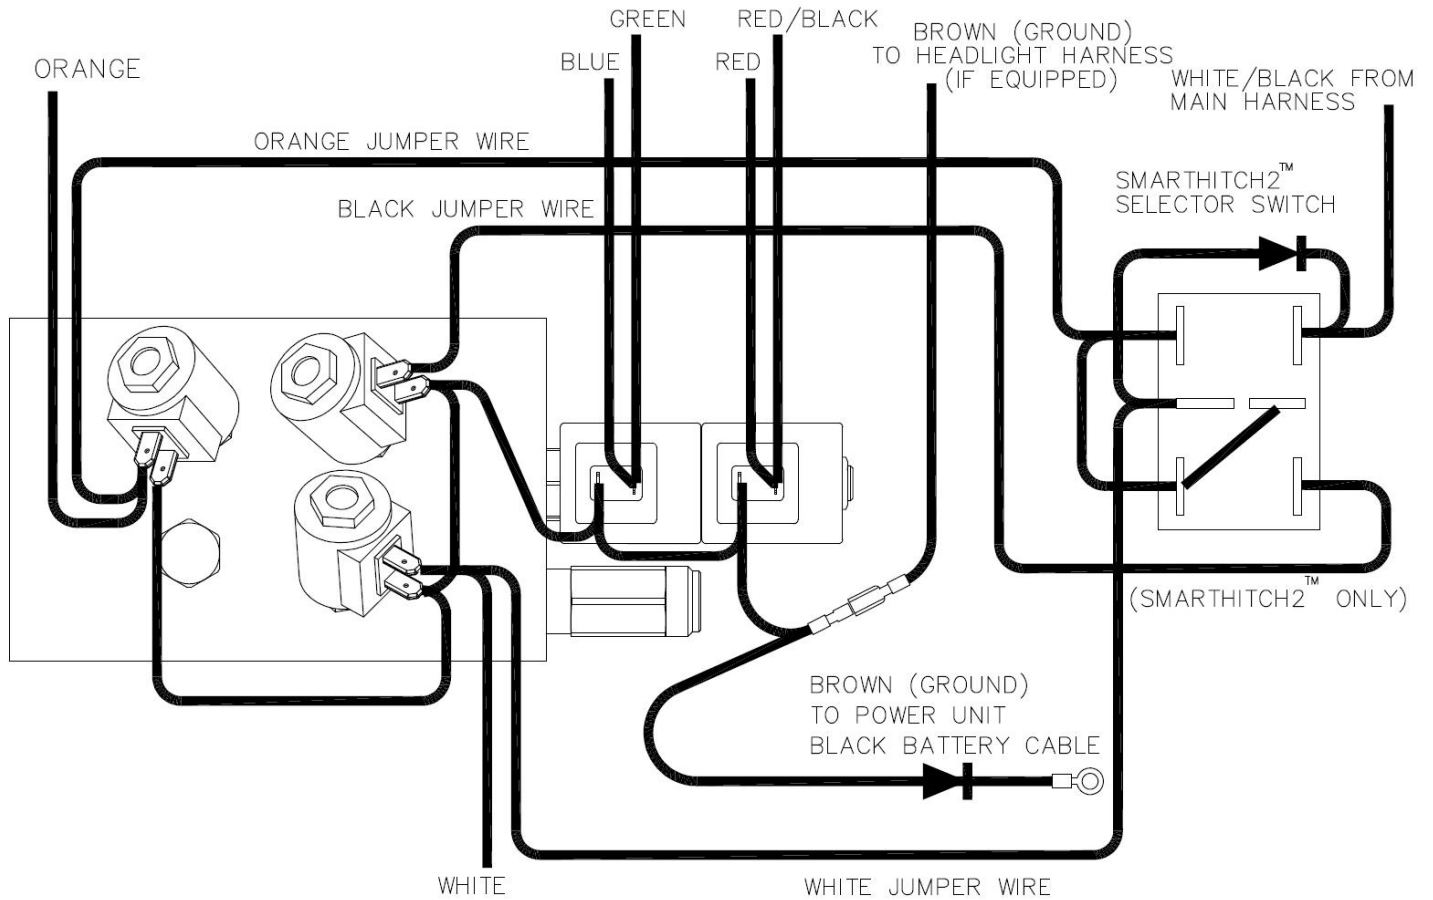 GREEN
RED/BLACK
BROWN (GROUND)
TO HEADLIGHT HARNESS
(IF EQUIPPED)
ORANGE
BLUE
RED
WHITE/BLACK FROM
MAIN HARNESS
ORANGE JUMPER WIRE
SMARTHITCH2™
SELECTOR SWITCH
BLACK JUMPER WIRE
(SMARTHITCH2™ ONLY)
BROWN (GROUND)
TO POWER UNIT
BLACK BATTERY CABLE
WHITE
WHITE JUMPER WIRE